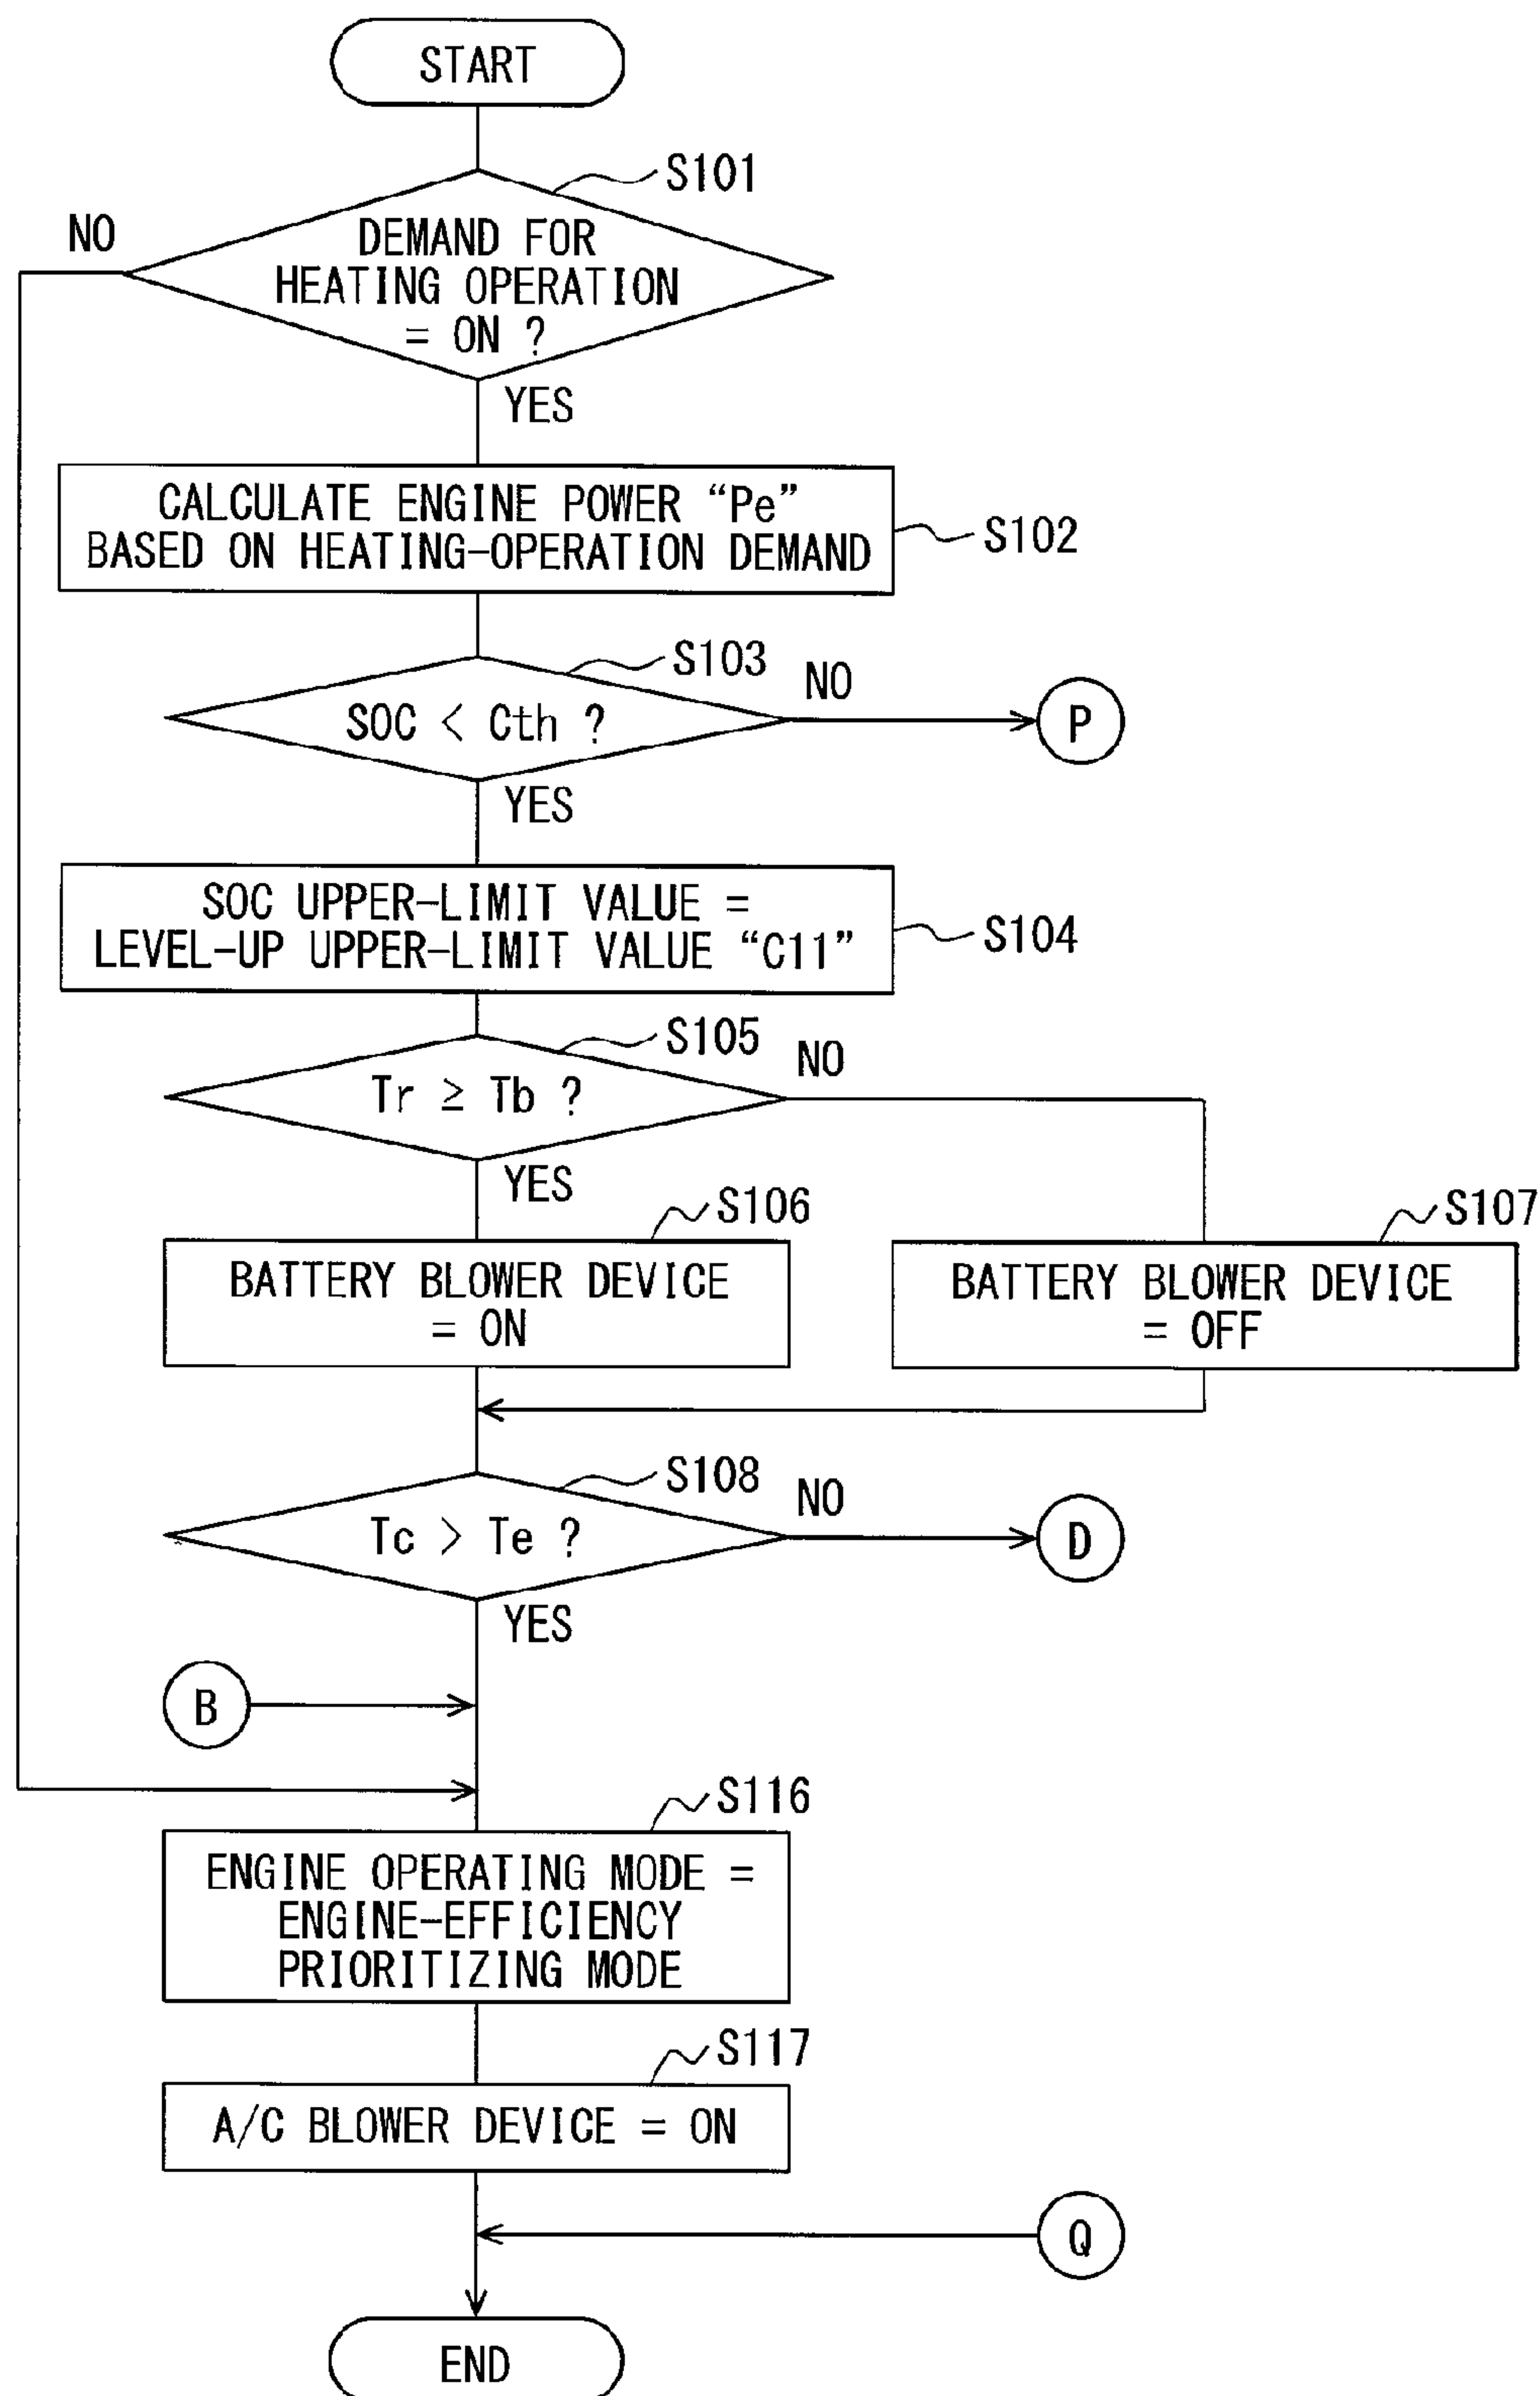 START
S101
NO
DEMAND FOR
HEATING OPERATION
= ON ?
YES
CALCULATE ENGINE POWER “Pe”
BASED ON HEATING-OPERATION DEMAND
S102
S103
NO
SOC < Cth ?
P
YES
SOC UPPER-LIMIT VALUE =
LEVEL-UP UPPER-LIMIT VALUE “C11”
S104
S105
NO
Tr ≥ Tb ?
YES
S106
S107
BATTERY BLOWER DEVICE
= ON
BATTERY BLOWER DEVICE
= OFF
S108
NO
Tc > Te ?
D
YES
B
S116
ENGINE OPERATING MODE =
ENGINE-EFFICIENCY
PRIORITIZING MODE
S117
A/C BLOWER DEVICE = ON
Q
END